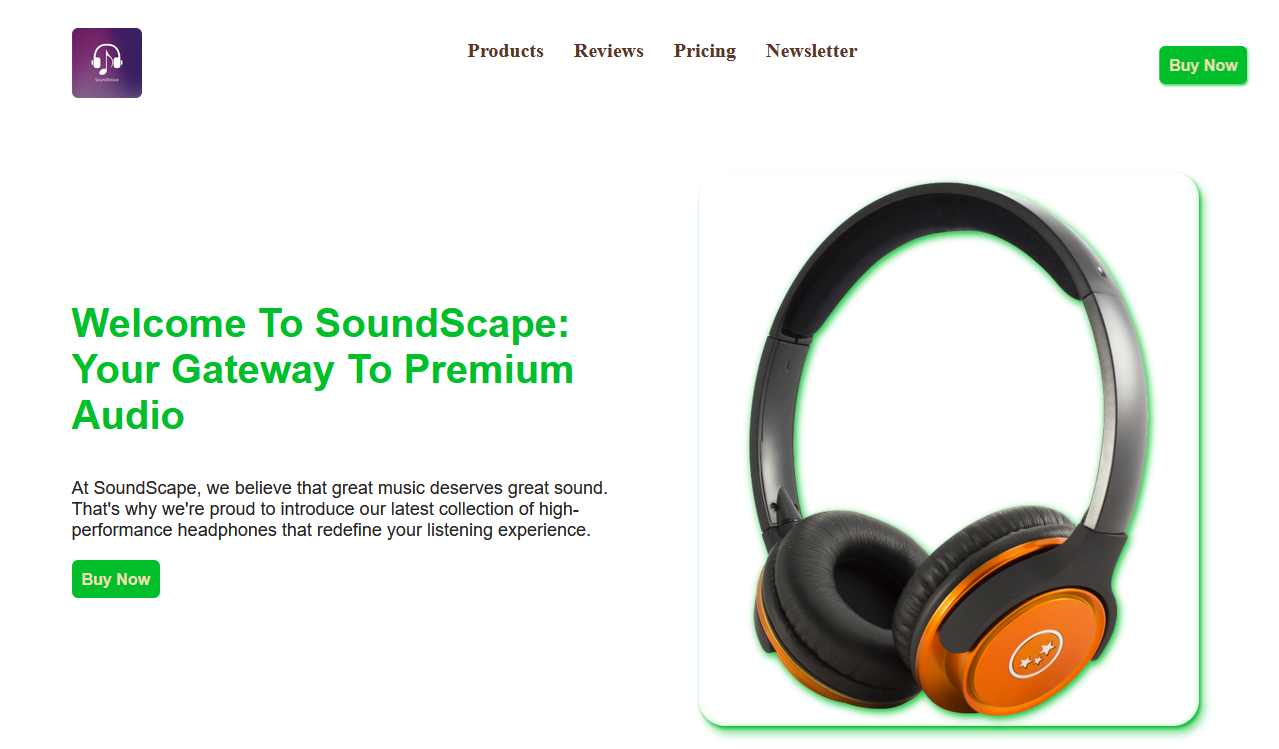 SoundWave
Products Reviews Pricing Newsletter
Buy Now
Welcome To SoundScape:
Your Gateway To Premium
Audio
At SoundScape, we believe that great music deserves great sound.
That's why we're proud to introduce our latest collection of high-
performance headphones that redefine your listening experience.
Buy Now
L